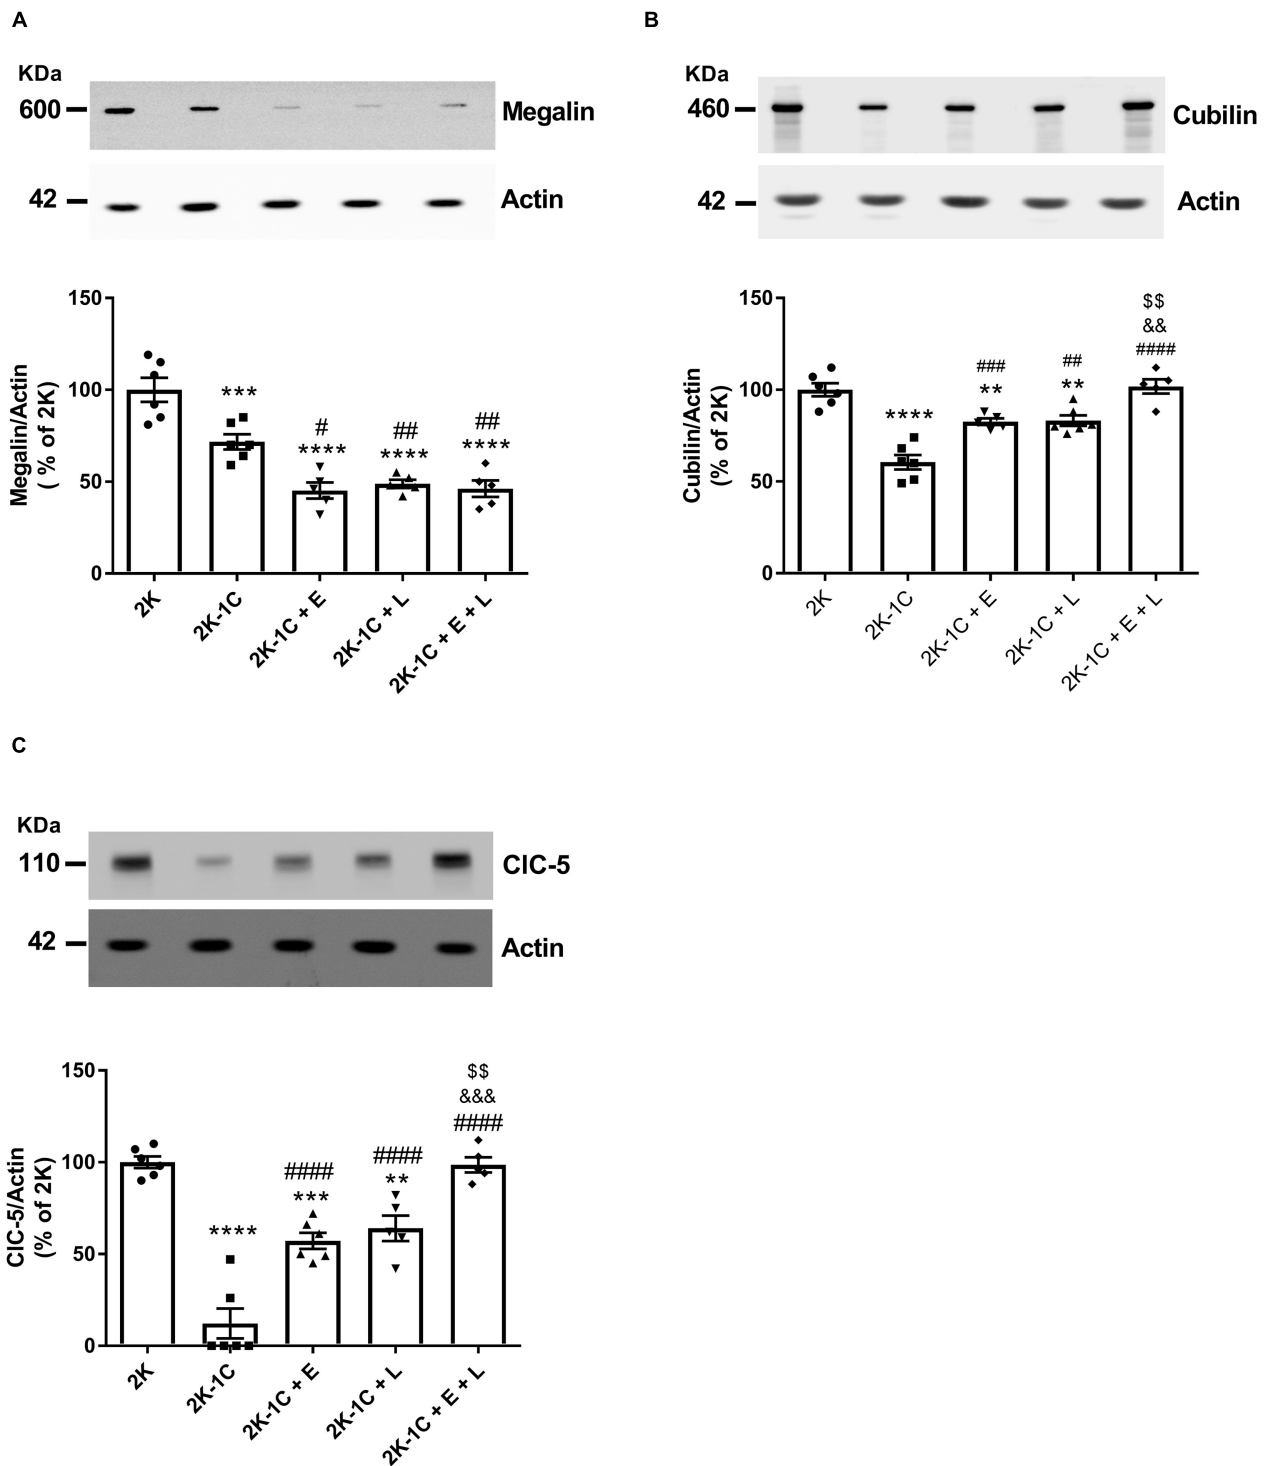 A
KDa
600
Megalin
42
Actin
Megalin/Actin
( % of 2K)
150
100
50
0
***
#
****
##
****
##
****
2K
2K-1C
2K-1C + E
2K-1C + L
2K-1C + E + L
B
KDa
460
Cubilin
42
Actin
Cubilin/Actin
(% of 2K)
150
100
50
0
****
###
**
##
**
$$
&&
####
2K
2K-1C
2K-1C + E
2K-1C + L
2K-1C + E + L
C
KDa
110
ClC-5
42
Actin
ClC-5/Actin
(% of 2K)
150
100
50
0
****
####
***
####
**
$$
&&&
####
2K
2K-1C
2K-1C + E
2K-1C + L
2K-1C + E + L